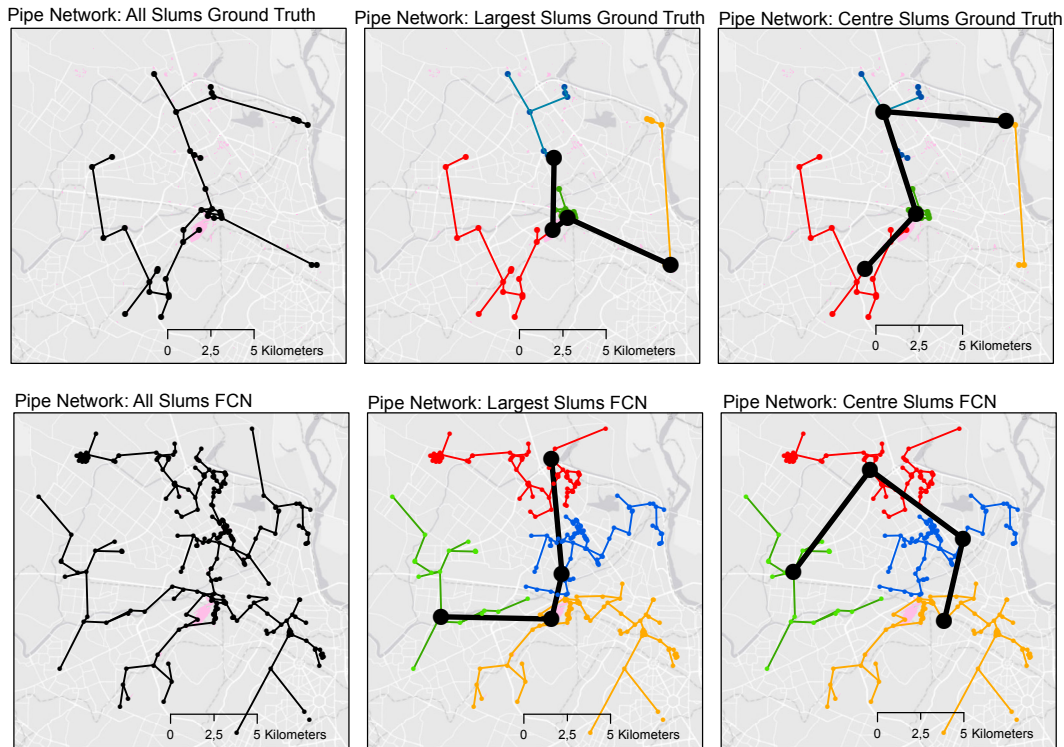 Pipe Network: All Slums Ground Truth
Pipe Network: Largest Slums Ground Truth
Pipe Network: Centre Slums Ground Truth
0 2,5 5 Kilometers
0 2,5 5 Kilometers
0 2,5 5 Kilometers
Pipe Network: All Slums FCN
Pipe Network: Largest Slums FCN
Pipe Network: Centre Slums FCN
0 2,5 5 Kilometers
0 2,5 5 Kilometers
0 2,5 5 Kilometers